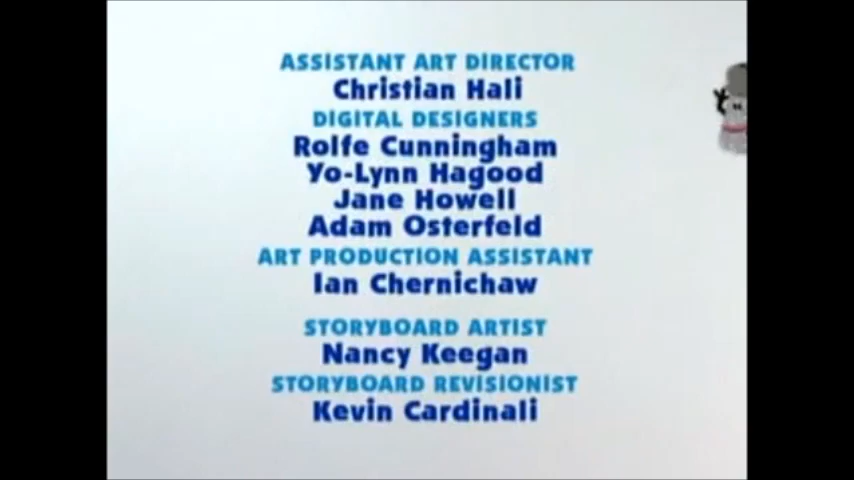 ASSISTANT ART DIRECTOR
Christian Hali
DIGITAL DESIGNERS
Rolfe Cunningham
Yo-Lynn Hagood
Jane Howell
Adam Osterfeld
ART PRODUCTION ASSISTANT
Ian Chernichaw
STORYBOARD ARTIST
Nancy Keegan
STORYBOARD REVISIONIST
Kevin Cardinali